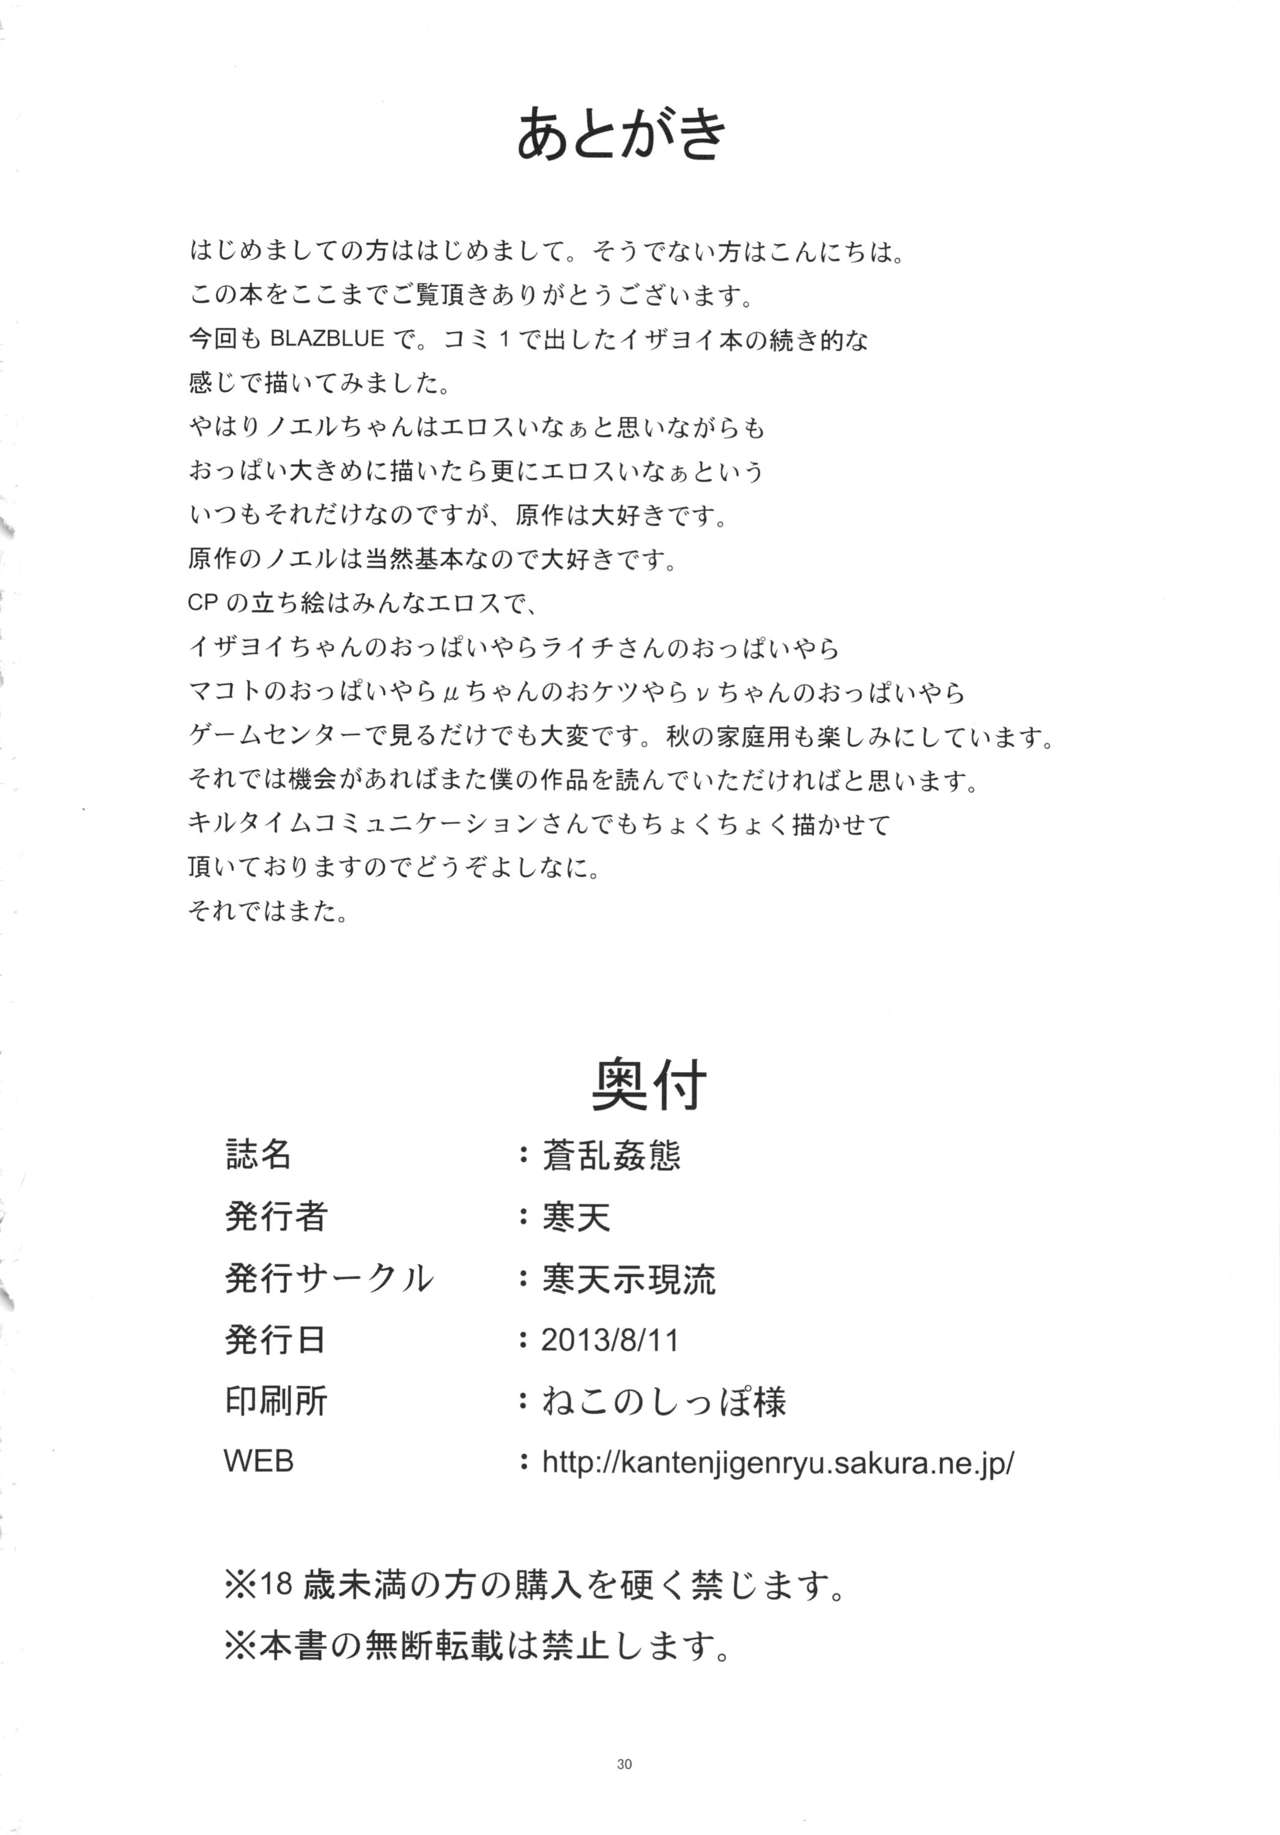 あとがき
はじめましての方ははじめまして。そうでない方はこんにちは。
この本をここまでご覧頂きありがとうございます。
今回も BLAZBLUE で。コミ 1 で出したイザヨイ本の続き的な
感じで描いてみました。
やはりノエルちゃんはエロスいなぁと思いながらも
おっぱい大きめに描いたら更にエロスいなぁという
いつもそれだけなのですが、原作は大好きです。
原作のノエルは当然基本なので大好きです。
CP の立ち絵はみんなエロスで、
イザヨイちゃんのおっぱいやらライチさんのおっぱいやら
マコトのおっぱいやらμちゃんのおケツやらνちゃんのおっぱいやら
ゲームセンターで見るだけでも大変です。秋の家庭用も楽しみにしています。
それでは機会があればまた僕の作品を読んでいただければと思います。
キルタイムコミュニケーションさんでもちょくちょく描かせて
頂いておりますのでどうぞよしなに。
それではまた。
奥付
誌名 : 蒼乱姦態
発行者 : 寒天
発行サークル : 寒天示現流
発行日 : 2013/8/11
印刷所 : ねこのしっぽ様
WEB : http://kantenjigenryu.sakura.ne.jp/
※18 歳未満の方の購入を硬く禁じます。
※本書の無断転載は禁止します。
30